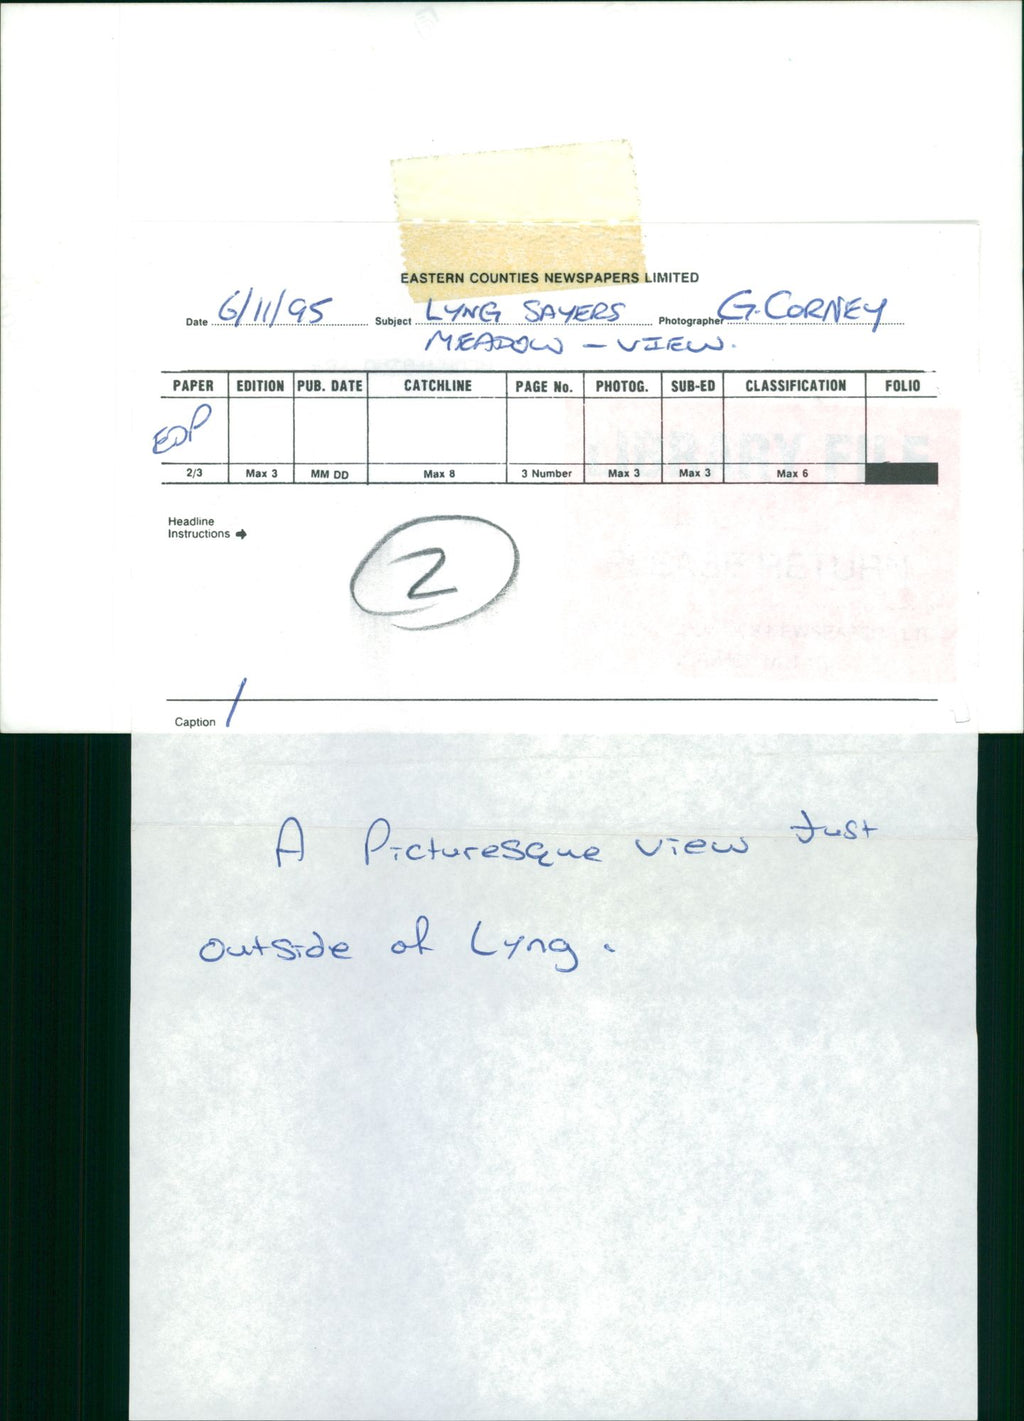 EASTERN COUNTIES NEWSPAPERS LIMITED
Date 6/11/95 Subject LYNG SAYERS Photographer G. CORNEY
MEADOW - VIEW.
PAPER EDITION PUB. DATE CATCHLINE PAGE No. PHOTOG. SUB-ED CLASSIFICATION FOLIO
EDP
2/3 Max 3 MM DD Max 8 3 Number Max 3 Max 3 Max 6
Headline
Instructions
2
Caption /
A Picturesque view Just
outside of Lyng.